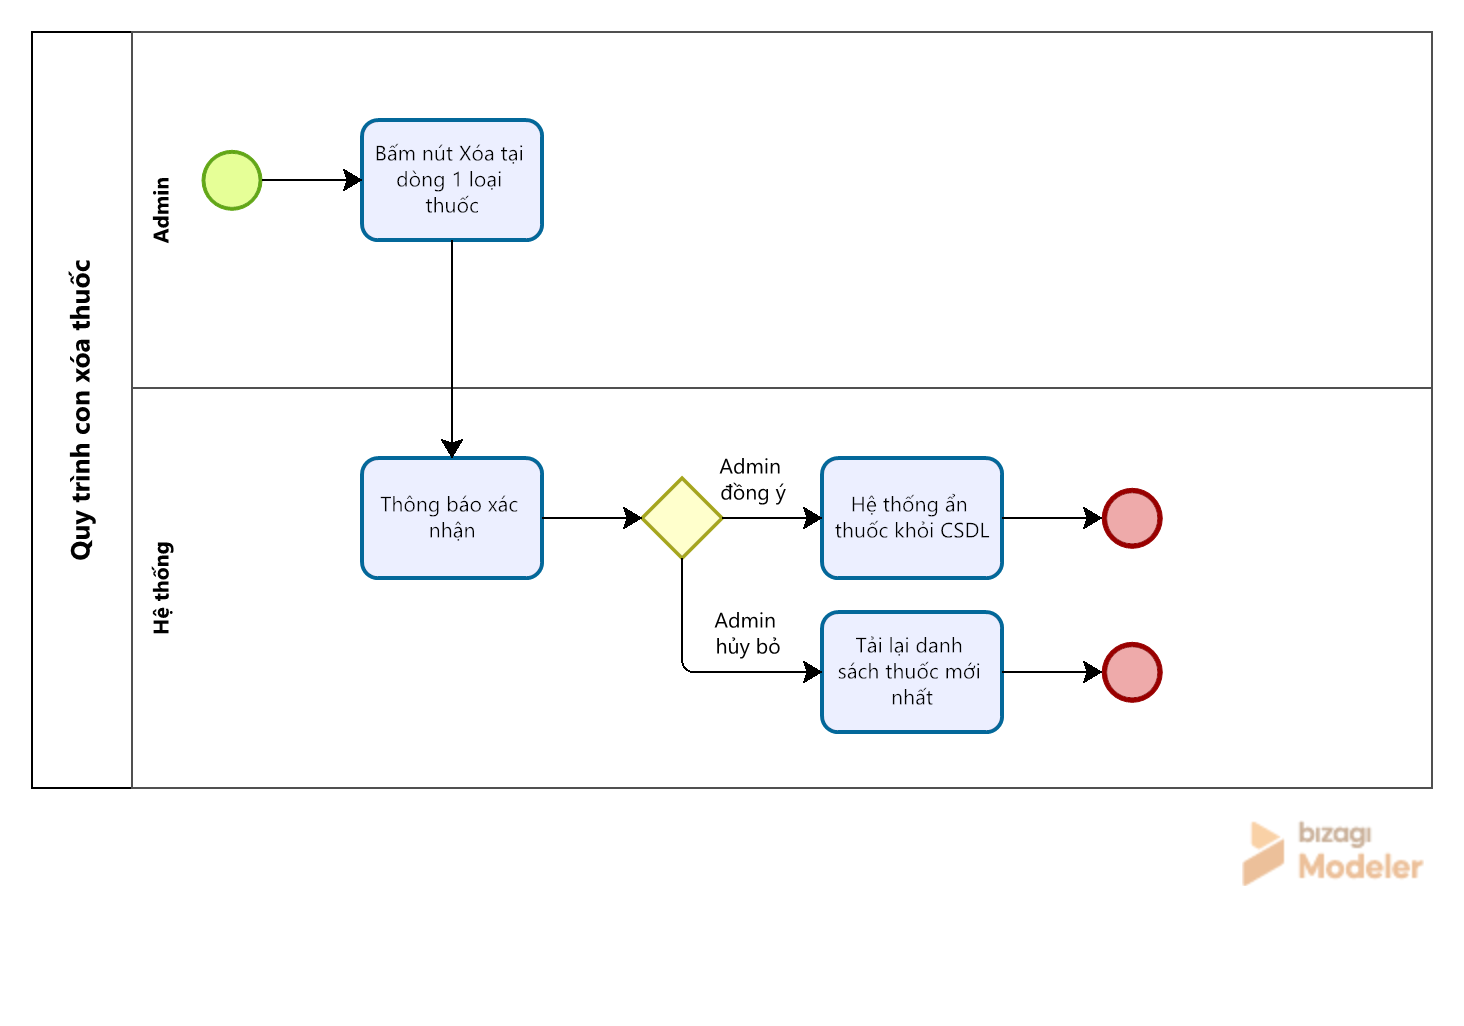 Quy trình con xóa thuốc
Admin
Bấm nút Xóa tại
dòng 1 loại
thuốc
Hệ thống
Thông báo xác
nhận
Admin
đồng ý
Hệ thống ẩn
thuốc khỏi CSDL
Admin
hủy bỏ
Tải lại danh
sách thuốc mới
nhất
bizagi
Modeler